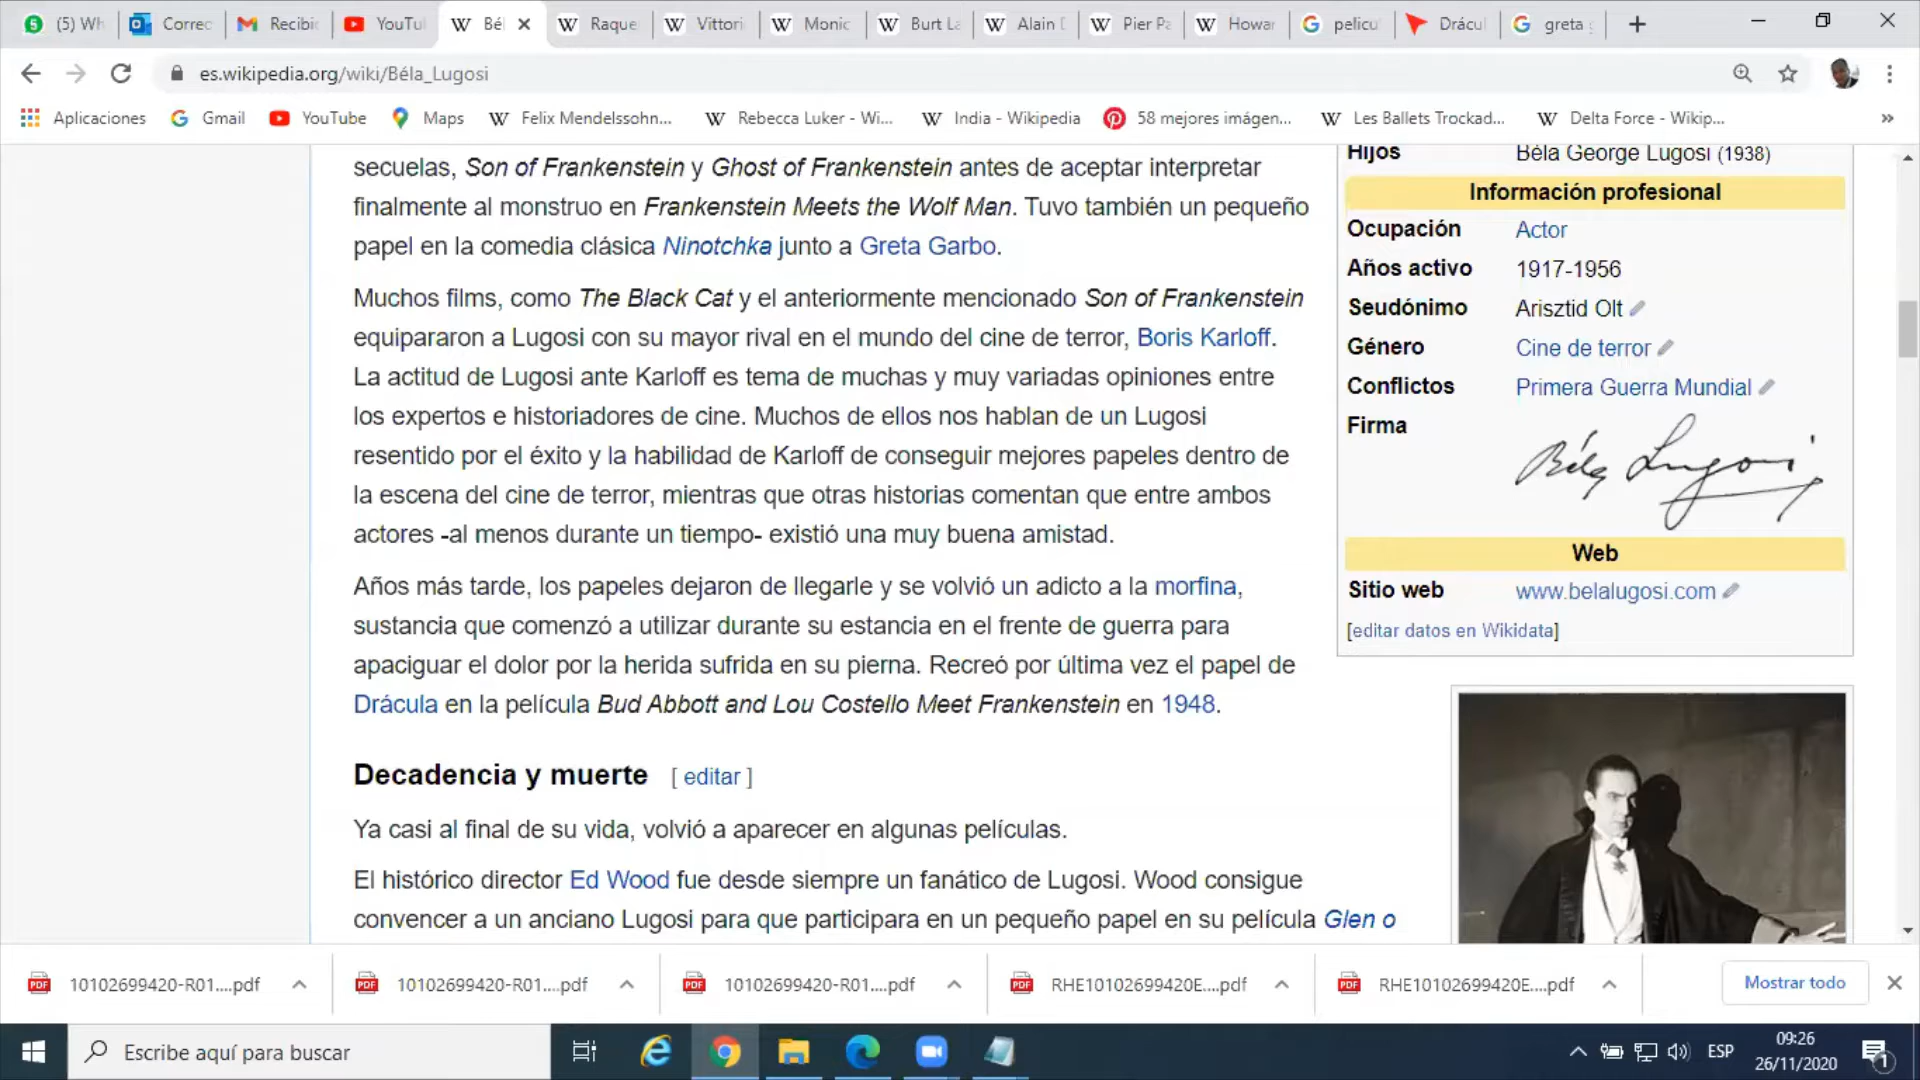 (5) Wh
Correo
Recibic
YouTu
Bé
Raque
Vittori
Monic
Burt La
Alain D
Pier Pa
Howar
pelicu
Drácul
greta g
es.wikipedia.org/wiki/Béla_Lugosi
Aplicaciones
Gmail
YouTube
Maps
Felix Mendelssohn...
Rebecca Luker - Wi...
India - Wikipedia
58 mejores imágen...
Les Ballets Trockad...
Delta Force - Wikip...
»
secuelas, Son of Frankenstein y Ghost of Frankenstein antes de aceptar interpretar
finalmente al monstruo en Frankenstein Meets the Wolf Man. Tuvo también un pequeño
papel en la comedia clásica Ninotchka junto a Greta Garbo.
Muchos films, como The Black Cat y el anteriormente mencionado Son of Frankenstein
equipararon a Lugosi con su mayor rival en el mundo del cine de terror, Boris Karloff.
La actitud de Lugosi ante Karloff es tema de muchas y muy variadas opiniones entre
los expertos e historiadores de cine. Muchos de ellos nos hablan de un Lugosi
resentido por el éxito y la habilidad de Karloff de conseguir mejores papeles dentro de
la escena del cine de terror, mientras que otras historias comentan que entre ambos
actores -al menos durante un tiempo- existió una muy buena amistad.
Años más tarde, los papeles dejaron de llegarle y se volvió un adicto a la morfina,
sustancia que comenzó a utilizar durante su estancia en el frente de guerra para
apaciguar el dolor por la herida sufrida en su pierna. Recreó por última vez el papel de
Drácula en la película Bud Abbott and Lou Costello Meet Frankenstein en 1948.
Decadencia y muerte [ editar ]
Ya casi al final de su vida, volvió a aparecer en algunas películas.
El histórico director Ed Wood fue desde siempre un fanático de Lugosi. Wood consigue
convencer a un anciano Lugosi para que participara en un pequeño papel en su película Glen o
Hijos Béla George Lugosi (1938)
Información profesional
Ocupación Actor
Años activo 1917-1956
Seudónimo Arisztid Olt
Género Cine de terror
Conflictos Primera Guerra Mundial
Firma Béla Lugosi
Web
Sitio web www.belalugosi.com
[editar datos en Wikidata]
10102699420-R01....pdf
10102699420-R01....pdf
10102699420-R01....pdf
RHE10102699420E....pdf
RHE10102699420E....pdf
Mostrar todo
Escribe aquí para buscar
ESP
09:26
26/11/2020
1